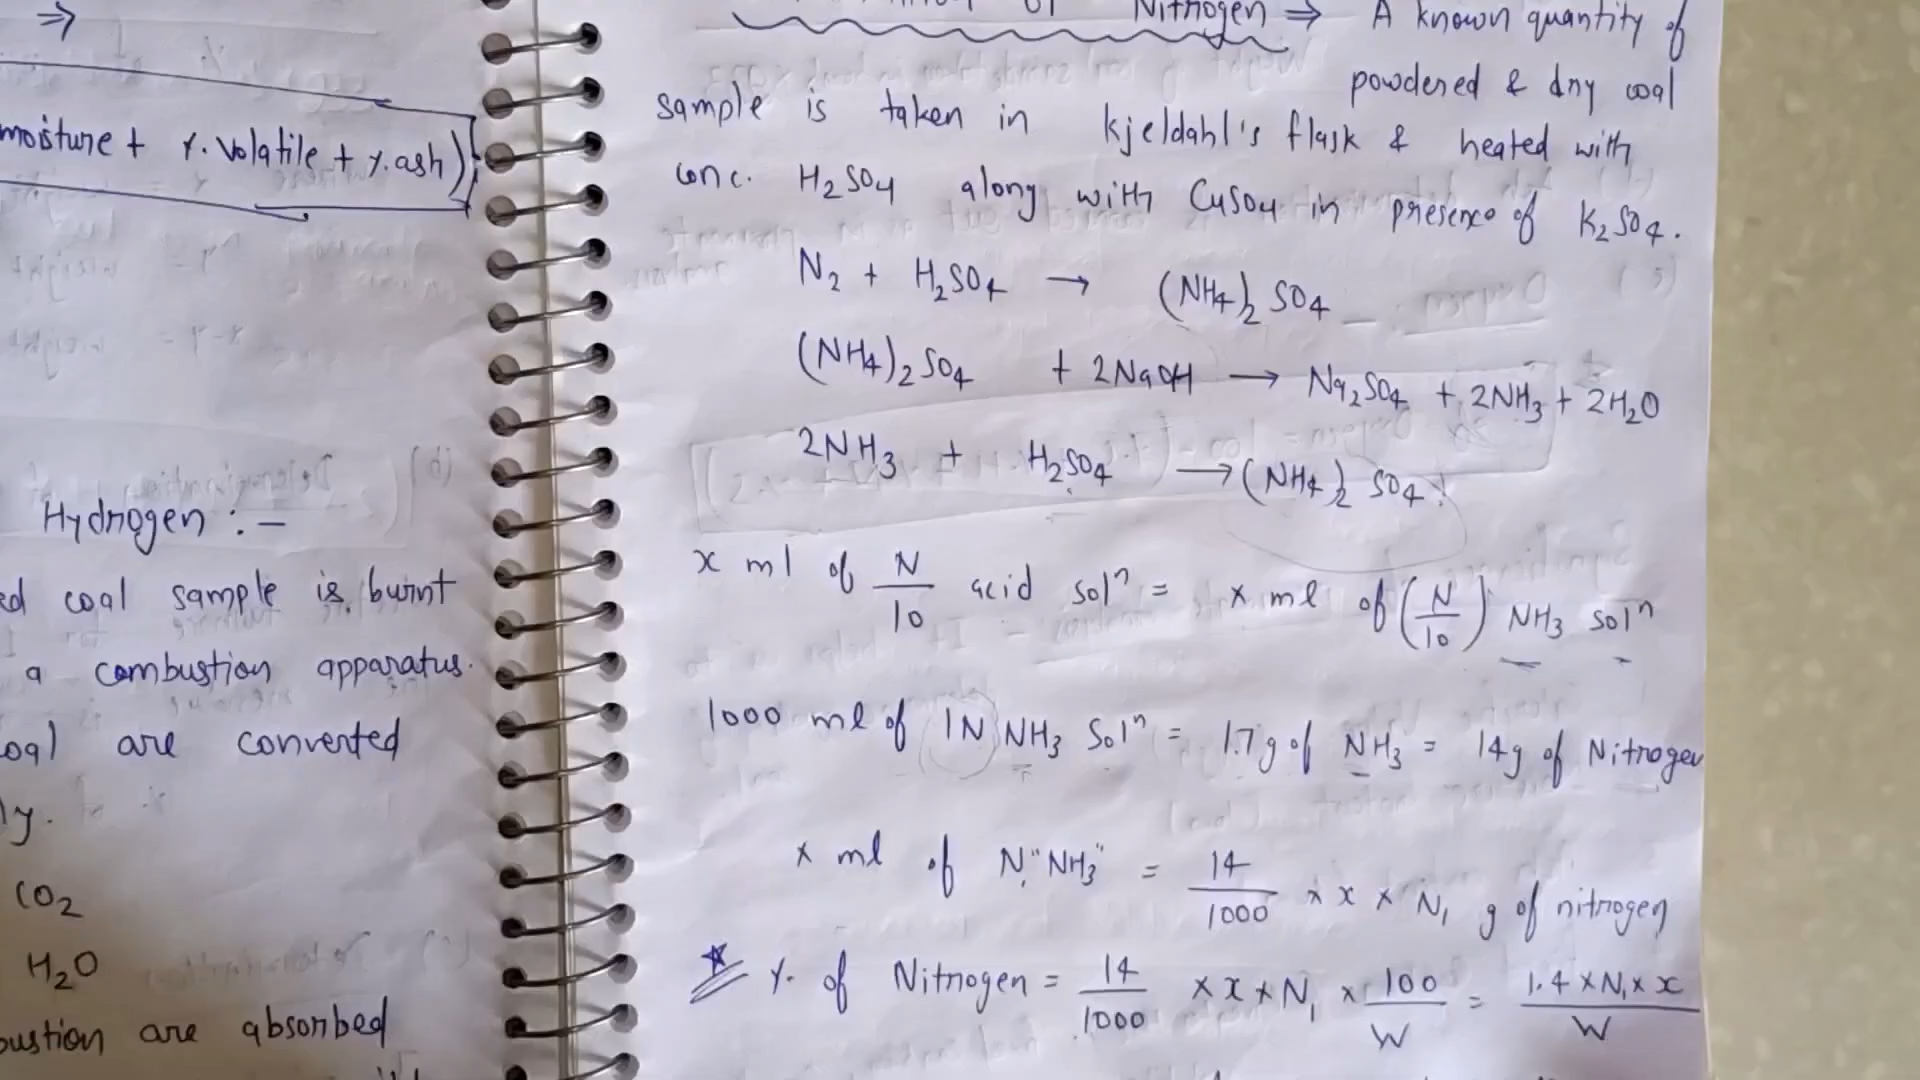 ⇒
moisture + %. Volatile + %. ash)}
Hydrogen : -
coal sample is burnt
a combustion apparatus.
are converted
CO2
H2O
are absorbed
of Nitrogen ⇒ A known quantity of
powdered & dry coal
sample is taken in kjeldahl's flask & heated with
conc. H2SO4 along with CuSO4 in presence of K2SO4.
N2 + H2SO4 → (NH4)2 SO4
(NH4)2 SO4 + 2NaOH → Na2SO4 + 2NH3 + 2H2O
2NH3 + H2SO4 → (NH4)2 SO4
x ml of N/10 acid solⁿ = x ml of (N/10) NH3 solⁿ
1000 ml of 1N NH3 Solⁿ = 1.7g of NH3 = 14g of Nitrogen
x ml of N "NH3" = 14/1000 × x × N1 g of nitrogen
%. of Nitrogen = 14/1000 × x × N1 × 100/W = 1.4 × N1 × x/W